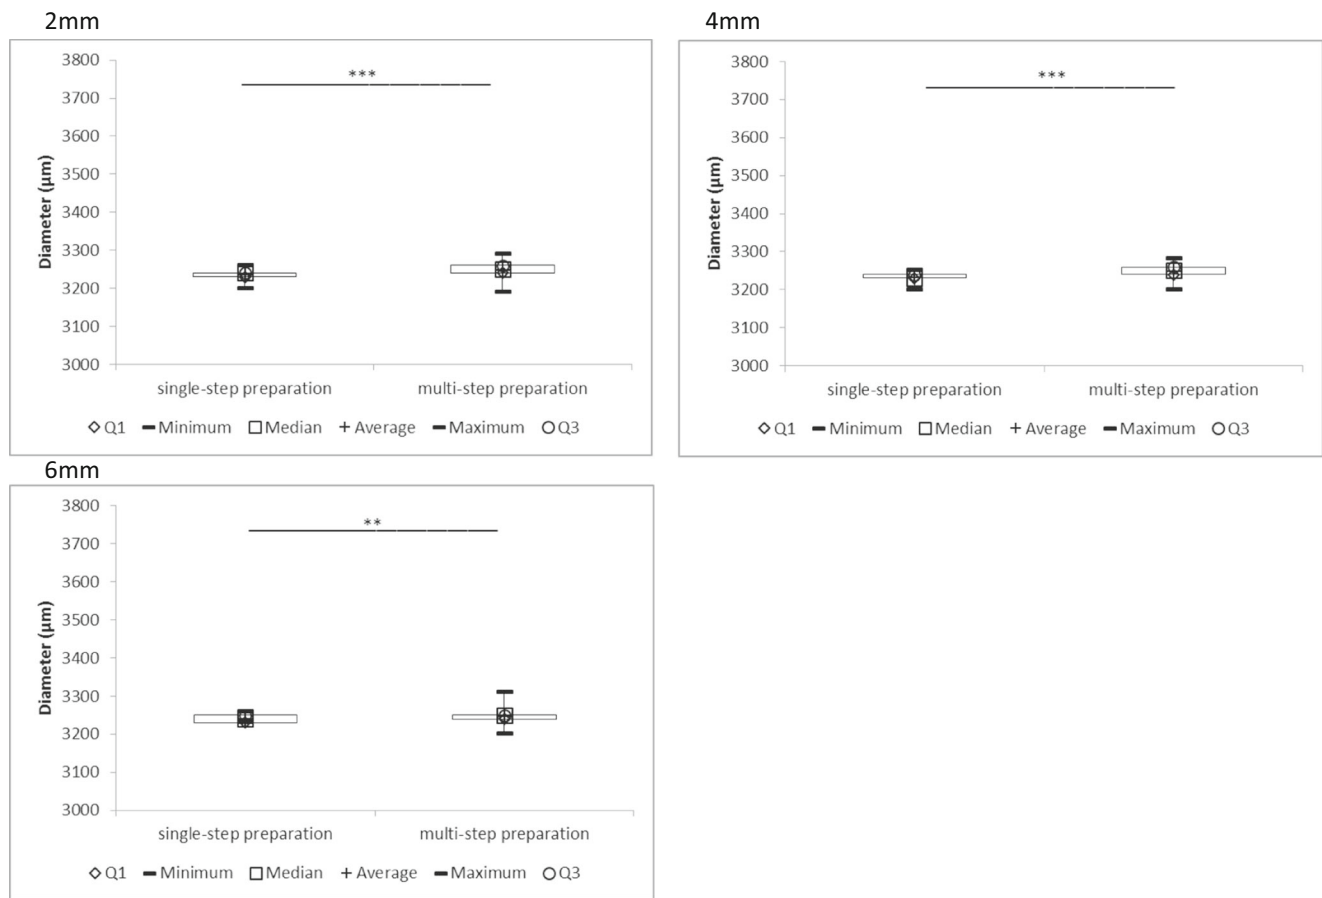 2mm
3800
3700
3600
3500
3400
3300
3200
3100
3000
Diameter (µm)
***
single-step preparation multi-step preparation
Q1 Minimum Median Average Maximum Q3
4mm
3800
3700
3600
3500
3400
3300
3200
3100
3000
Diameter (µm)
***
single-step preparation multi-step preparation
Q1 Minimum Median Average Maximum Q3
6mm
3800
3700
3600
3500
3400
3300
3200
3100
3000
Diameter (µm)
**
single-step preparation multi-step preparation
Q1 Minimum Median Average Maximum Q3